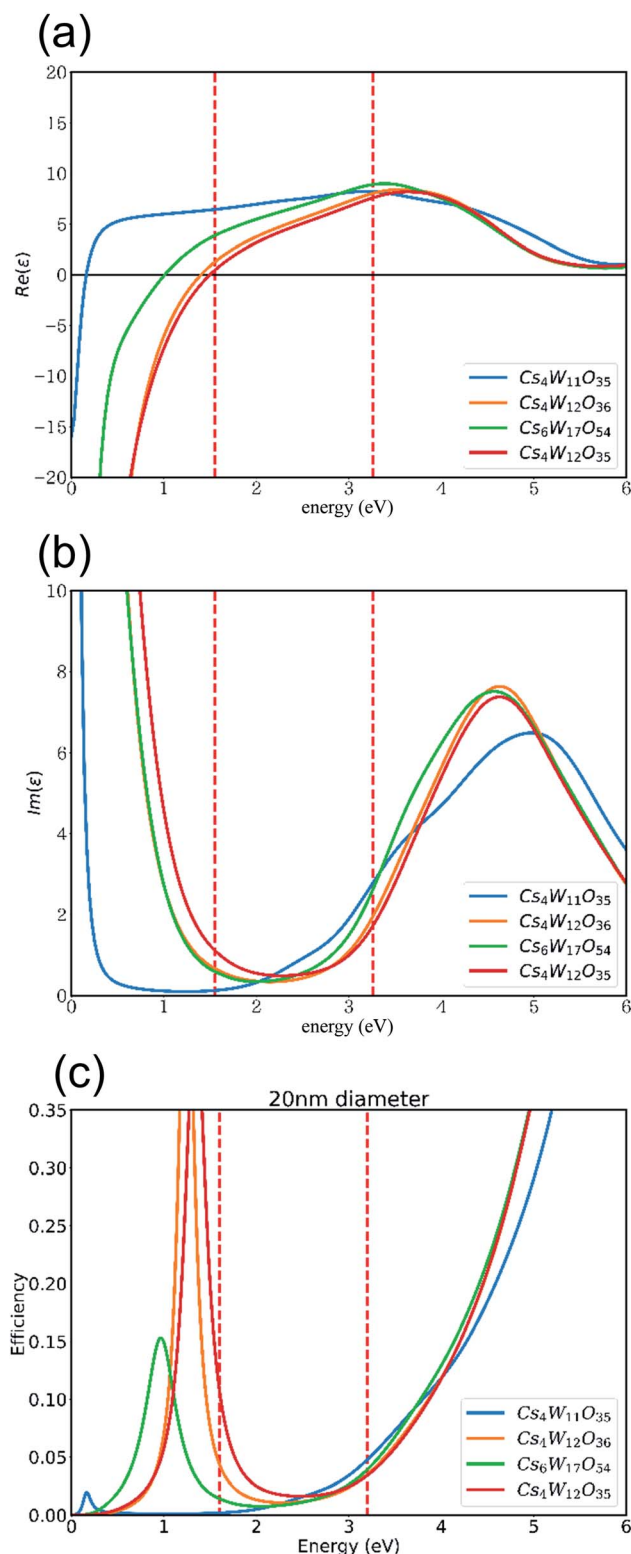 (a)
20
15
10
5
0
−5
−10
−15
−20
Re(ε)
Cs₄W₁₁O₃₅
Cs₄W₁₂O₃₆
Cs₆W₁₇O₅₄
Cs₄W₁₂O₃₅
0 1 2 3 4 5 6
energy (eV)
(b)
10
8
6
4
2
0
Im(ε)
Cs₄W₁₁O₃₅
Cs₄W₁₂O₃₆
Cs₆W₁₇O₅₄
Cs₄W₁₂O₃₅
0 1 2 3 4 5 6
energy (eV)
(c)
20nm diameter
0.35
0.30
0.25
0.20
0.15
0.10
0.05
0.00
Efficiency
Cs₄W₁₁O₃₅
Cs₄W₁₂O₃₆
Cs₆W₁₇O₅₄
Cs₄W₁₂O₃₅
0 1 2 3 4 5 6
Energy (eV)